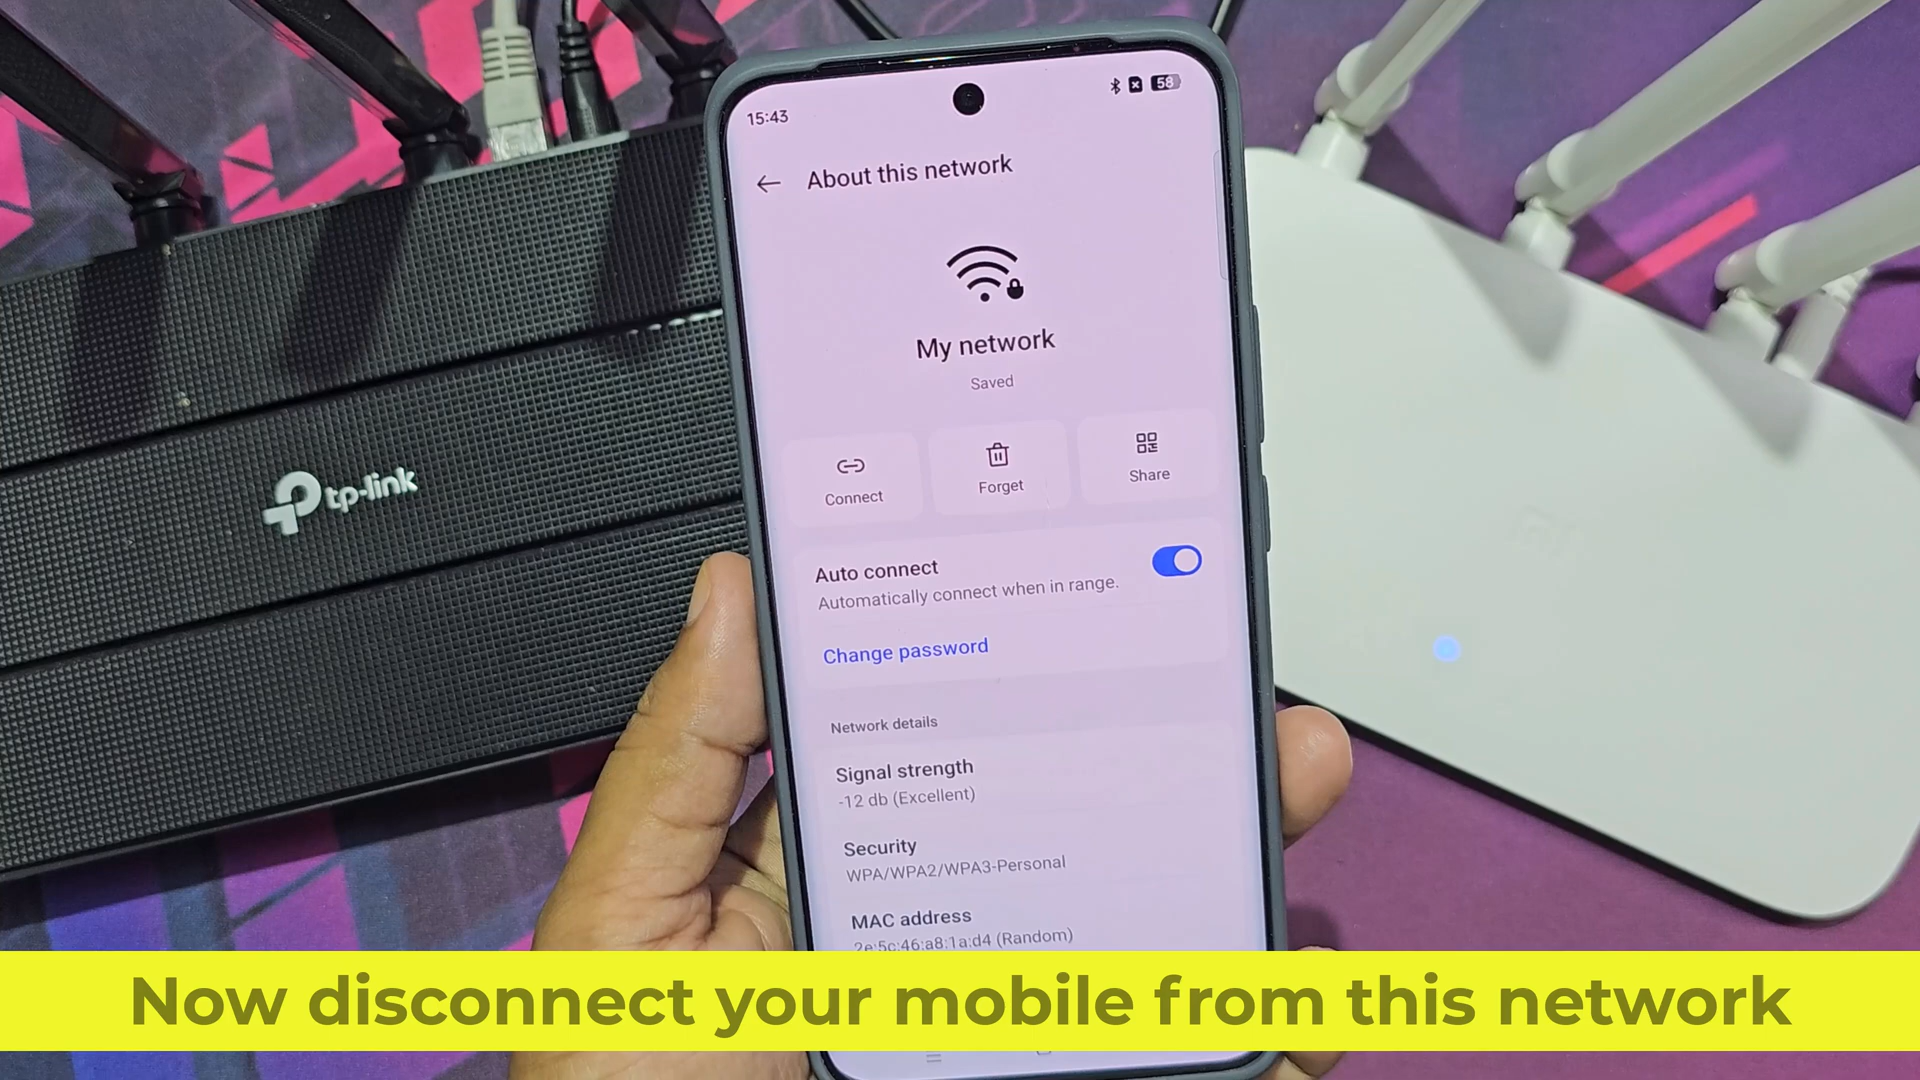 15:43
58
About this network
My network
Saved
Connect
Forget
Share
Auto connect
Automatically connect when in range.
Change password
Network details
Signal strength
-12 db (Excellent)
Security
WPA/WPA2/WPA3-Personal
MAC address
2e:5c:46:a8:1a:d4 (Random)
tp-link
mi
Now disconnect your mobile from this network